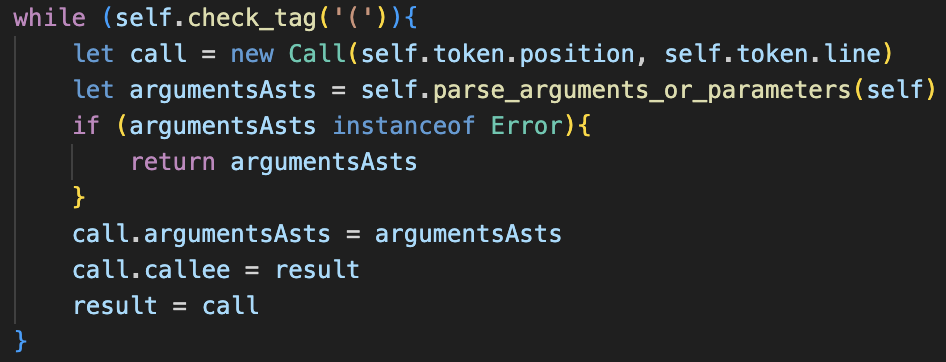 while (self.check_tag('(')){
    let call = new Call(self.token.position, self.token.line)
    let argumentsAsts = self.parse_arguments_or_parameters(self)
    if (argumentsAsts instanceof Error){
        return argumentsAsts
    }
    call.argumentsAsts = argumentsAsts
    call.callee = result
    result = call
}